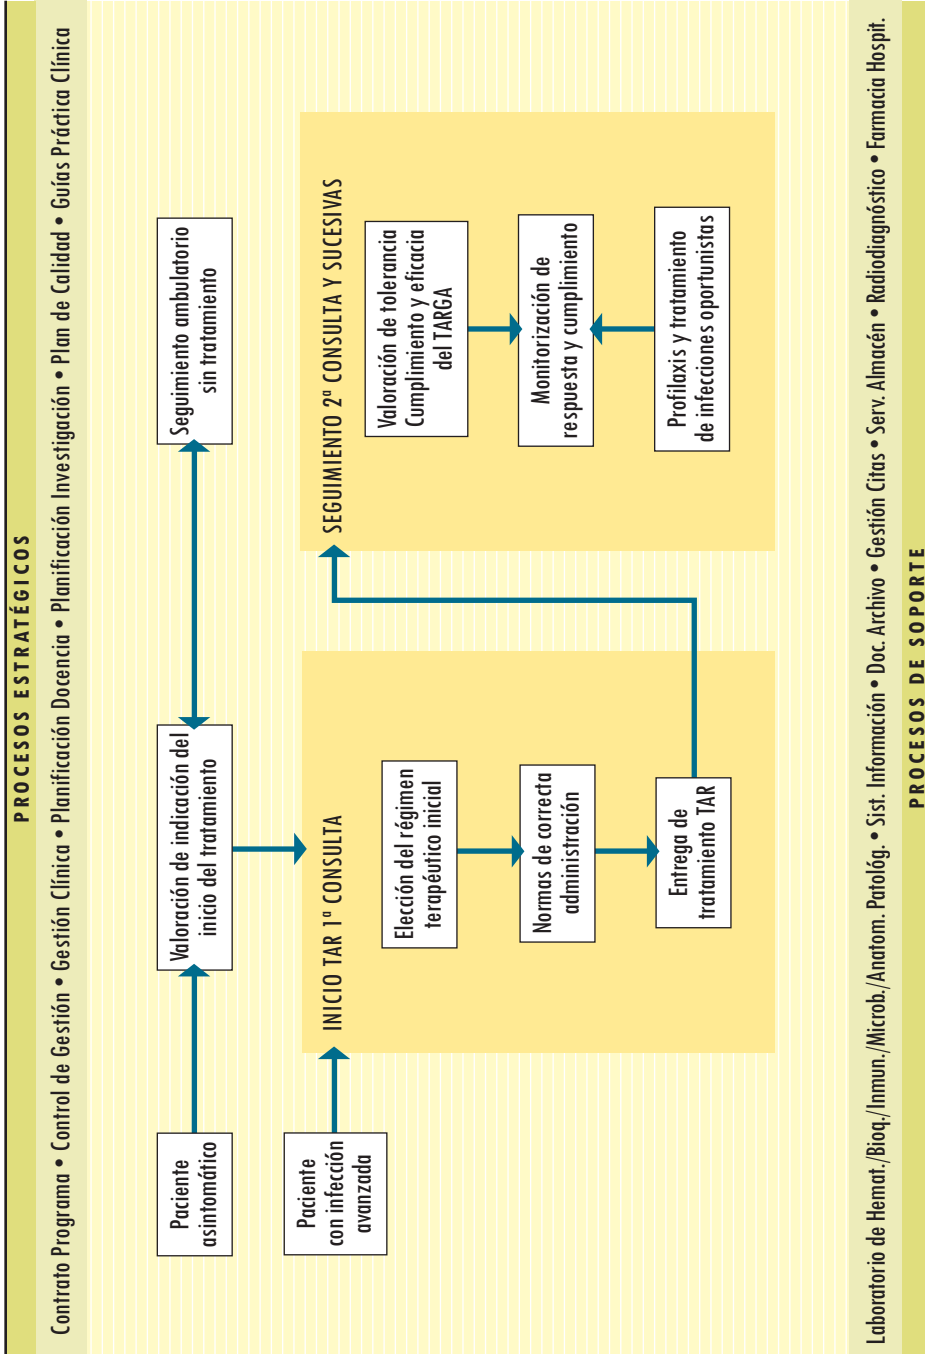 PROCESOS ESTRATÉGICOS
Contrato Programa • Control de Gestión • Gestión Clínica • Planificación Docencia • Planificación Investigación • Plan de Calidad • Guías Práctica Clínica
Paciente
asintomático
Valoración de indicación del
inicio del tratamiento
Seguimiento ambulatorio
sin tratamiento
Paciente
con infección
avanzada
INICIO TAR 1ª CONSULTA
Elección del régimen
terapéutico inicial
Normas de correcta
administración
Entrega de
tratamiento TAR
SEGUIMIENTO 2ª CONSULTA Y SUCESIVAS
Valoración de tolerancia
Cumplimiento y eficacia
del TARGA
Monitorización de
respuesta y cumplimiento
Profilaxis y tratamiento
de infecciones oportunistas
Laboratorio de Hemat./Bioq./Inmun./Microb./Anatom. Patológ. • Sist. Información • Doc. Archivo • Gestión Citas • Serv. Almacén • Radiodiagnóstico • Farmacia Hospit.
PROCESOS DE SOPORTE